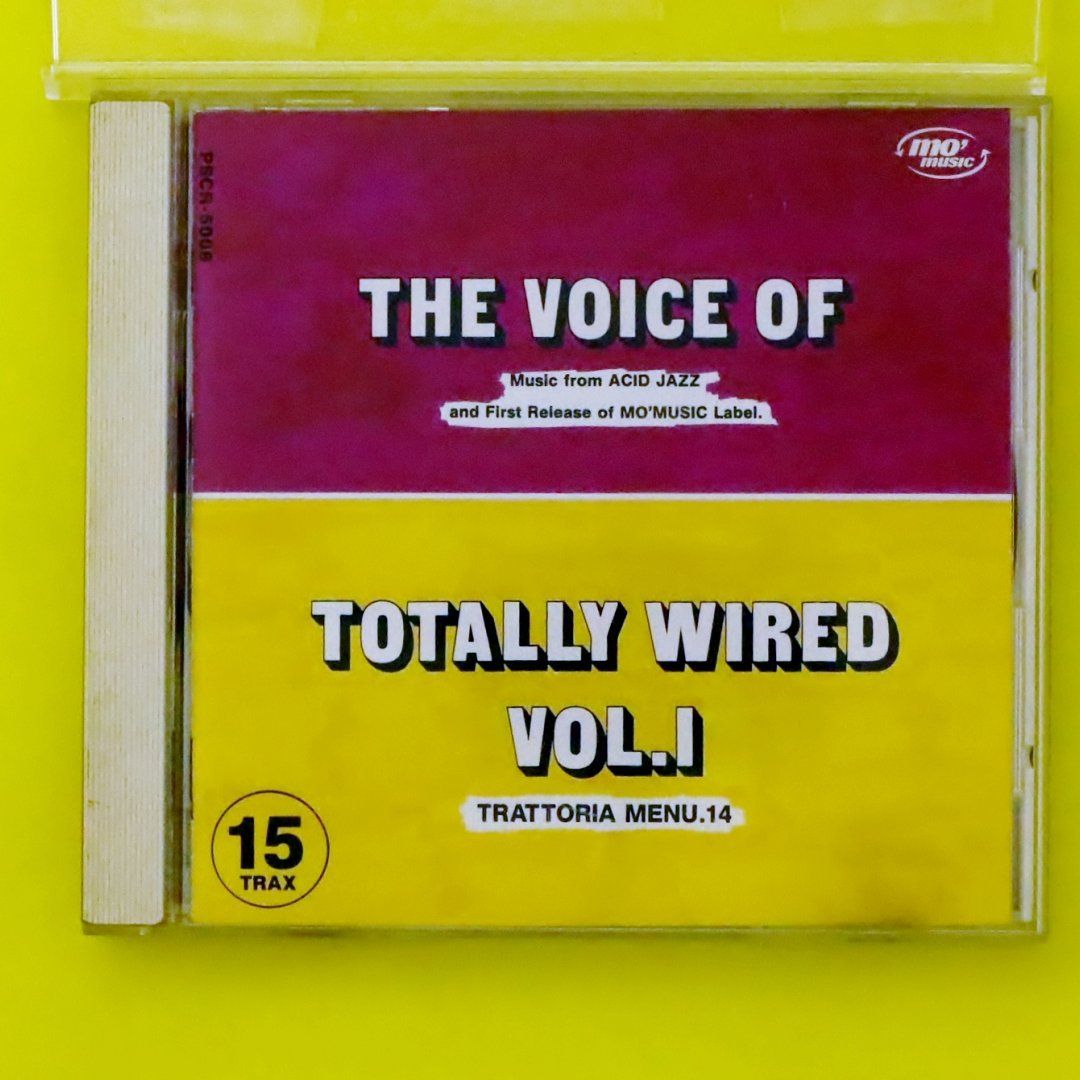 mo'
music
PSCR-5006
THE VOICE OF
Music from ACID JAZZ
and First Release of MO'MUSIC Label.
TOTALLY WIRED
VOL.I
TRATTORIA MENU.14
15
TRAX